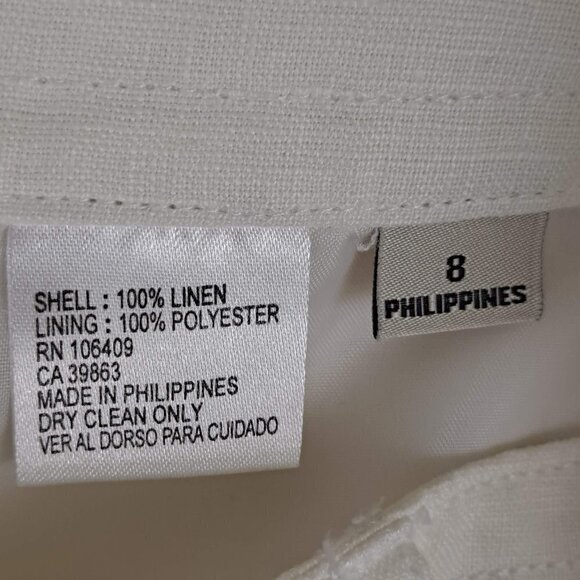 SHELL : 100% LINEN
LINING : 100% POLYESTER
RN 106409
CA 39863
MADE IN PHILIPPINES
DRY CLEAN ONLY
VER AL DORSO PARA CUIDADO
8
PHILIPPINES